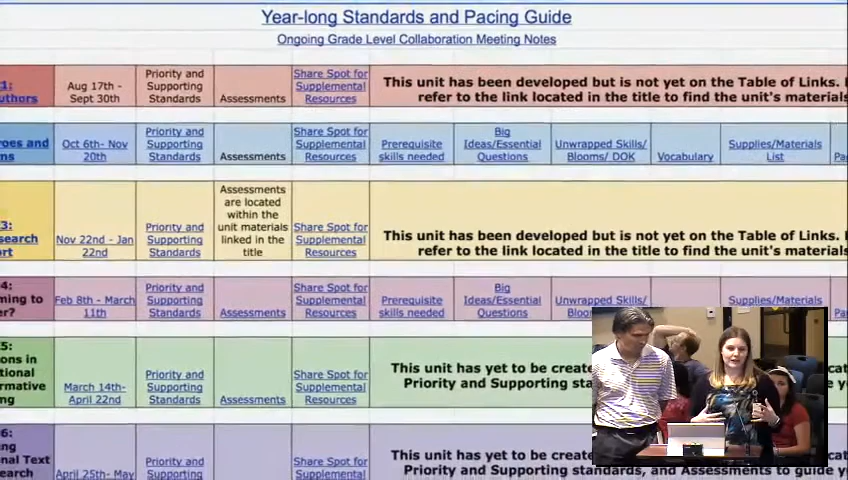 Year-long Standards and Pacing Guide
Ongoing Grade Level Collaboration Meeting Notes
1:
Aug 17th -
Sept 30th
Priority and
Supporting
Standards
Assessments
Share Spot for
Supplemental
Resources
This unit has been developed but is not yet on the Table of Links.
refer to the link located in the title to find the unit's materials
Oct 6th- Nov
20th
Priority and
Supporting
Standards
Assessments
Share Spot for
Supplemental
Resources
Prerequisite
skills needed
Big
Ideas/Essential
Questions
Unwrapped Skills/
Blooms/ DOK
Vocabulary
Supplies/Materials
List
3:
Nov 22nd - Jan
22nd
Priority and
Supporting
Standards
Assessments
are located
within the
unit materials
linked in the
title
Share Spot for
Supplemental
Resources
This unit has been developed but is not yet on the Table of Links.
refer to the link located in the title to find the unit's materials
4:
Feb 8th - March
11th
Priority and
Supporting
Standards
Assessments
Share Spot for
Supplemental
Resources
Prerequisite
skills needed
Big
Ideas/Essential
Questions
Unwrapped Skills/
Supplies/Materials
5:
March 14th-
April 22nd
Priority and
Supporting
Standards
Assessments
Share Spot for
Supplemental
Resources
This unit has yet to be
Priority and Supporting
6:
April 25th- May
Priority and
Supporting
Share Spot for
Supplemental
This unit has yet to be
Priority and Supporting standards, and Assessments to guide